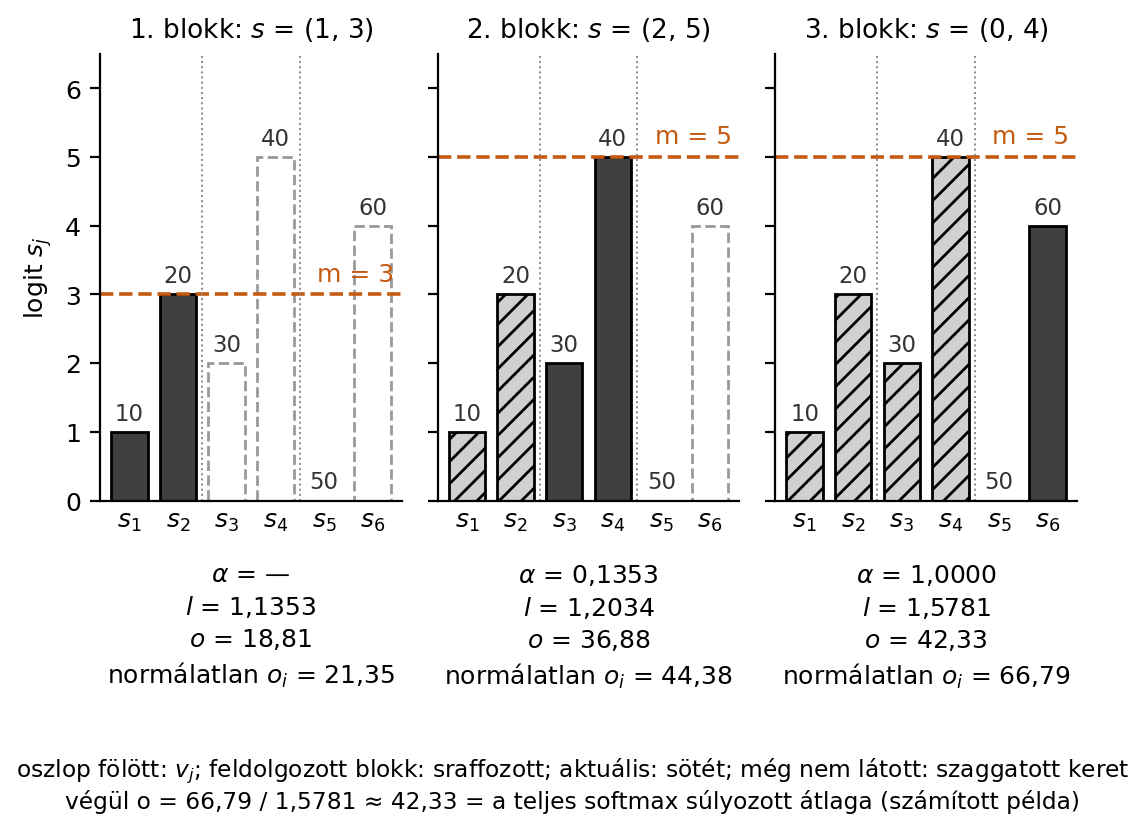 1. blokk: s = (1, 3)
2. blokk: s = (2, 5)
3. blokk: s = (0, 4)
logit sⱼ
6
5
4
3
2
1
0
10
20
30
40
50
60
m = 3
s₁ s₂ s₃ s₄ s₅ s₆
10
20
30
40
50
60
m = 5
s₁ s₂ s₃ s₄ s₅ s₆
10
20
30
40
50
60
m = 5
s₁ s₂ s₃ s₄ s₅ s₆
α = —
l = 1,1353
o = 18,81
normálatlan oᵢ = 21,35
α = 0,1353
l = 1,2034
o = 36,88
normálatlan oᵢ = 44,38
α = 1,0000
l = 1,5781
o = 42,33
normálatlan oᵢ = 66,79
oszlop fölött: vⱼ; feldolgozott blokk: sraffozott; aktuális: sötét; még nem látott: szaggatott keret
végül o = 66,79 / 1,5781 ≈ 42,33 = a teljes softmax súlyozott átlaga (számított példa)